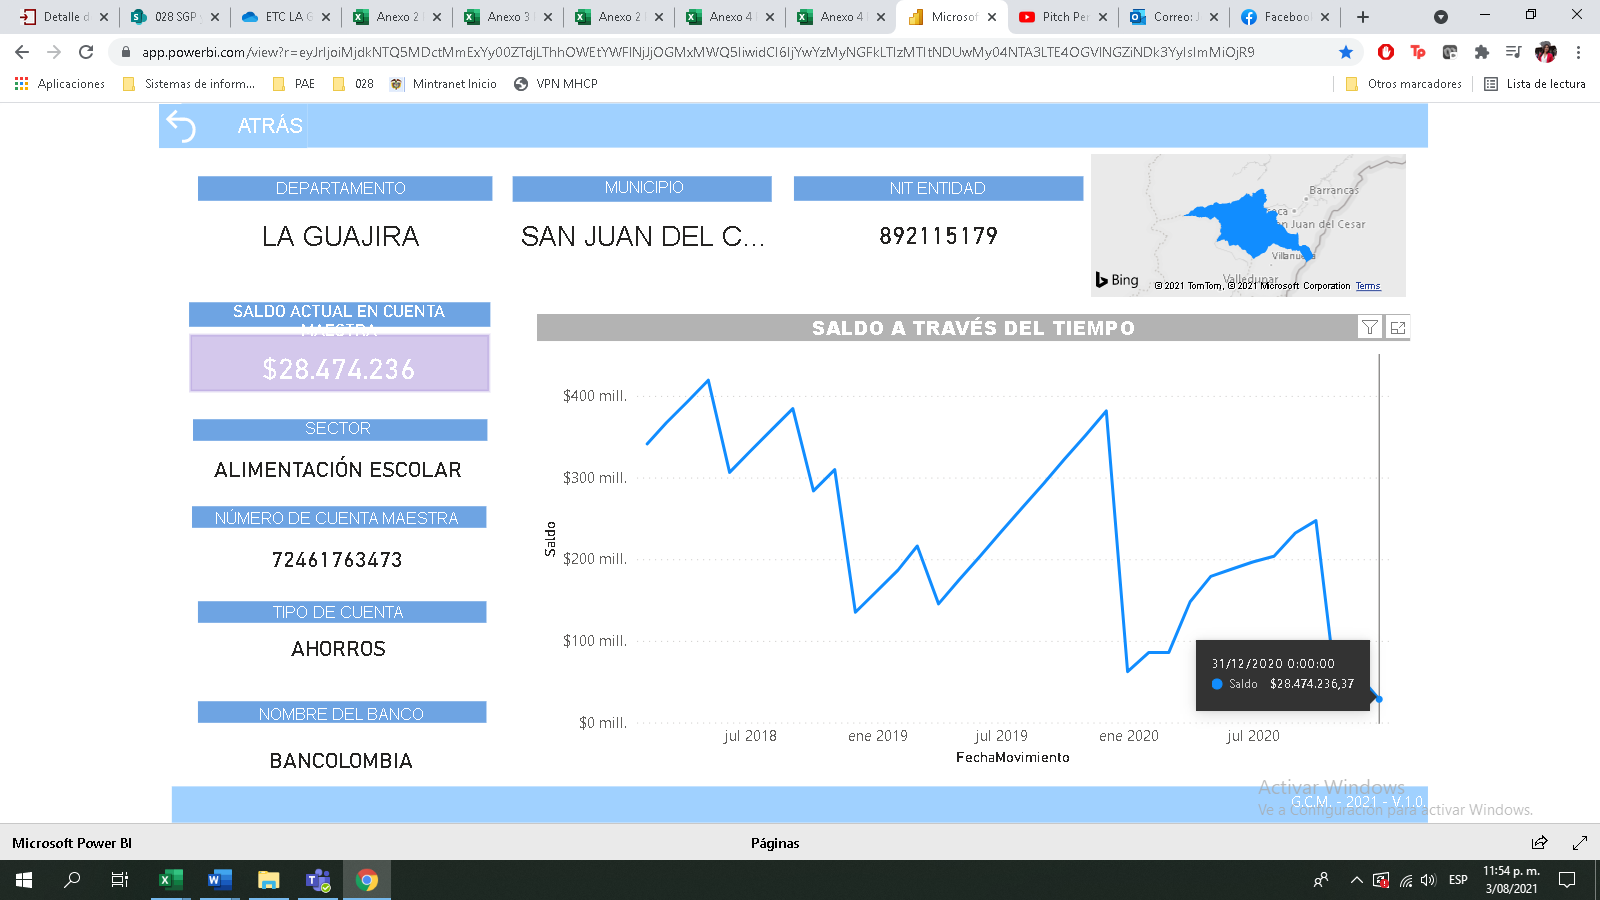 Detalle d
028 SGP
ETC LA G
Anexo 2
Anexo 3
Anexo 2
Anexo 4
Anexo 4
Microsof
Pitch Per
Correo: J
Facebook
app.powerbi.com/view?r=eyJrIjoiMjdkNTQ5MDctMmExYy00ZTdjLThhOWEtYWFlNjJjOGMxMWQ5IiwidCI6IjYwYzMyNGFkLTIzMTItNDUwMy04NTA3LTE4OGVlNGZiNDk3YyIsImMiOjR9
Aplicaciones
Sistemas de inform...
PAE
028
Mintranet Inicio
VPN MHCP
Otros marcadores
Lista de lectura
ATRÁS
DEPARTAMENTO
MUNICIPIO
NIT ENTIDAD
LA GUAJIRA
SAN JUAN DEL C...
892115179
Barrancas
n Juan del Cesar
Villanueva
Valledupar
Bing
© 2021 TomTom, © 2021 Microsoft Corporation Terms
SALDO ACTUAL EN CUENTA
MAESTRA
$28.474.236
SECTOR
ALIMENTACIÓN ESCOLAR
NÚMERO DE CUENTA MAESTRA
72461763473
TIPO DE CUENTA
AHORROS
NOMBRE DEL BANCO
BANCOLOMBIA
SALDO A TRAVÉS DEL TIEMPO
Saldo
$400 mill.
$300 mill.
$200 mill.
$100 mill.
$0 mill.
31/12/2020 0:00:00
Saldo $28.474.236,37
jul 2018
ene 2019
jul 2019
ene 2020
jul 2020
FechaMovimiento
Activar Windows
G.C.M. - 2021 - V.1.0.
Ve a Configuración para activar Windows.
Microsoft Power BI
Páginas
ESP
11:54 p. m.
3/08/2021